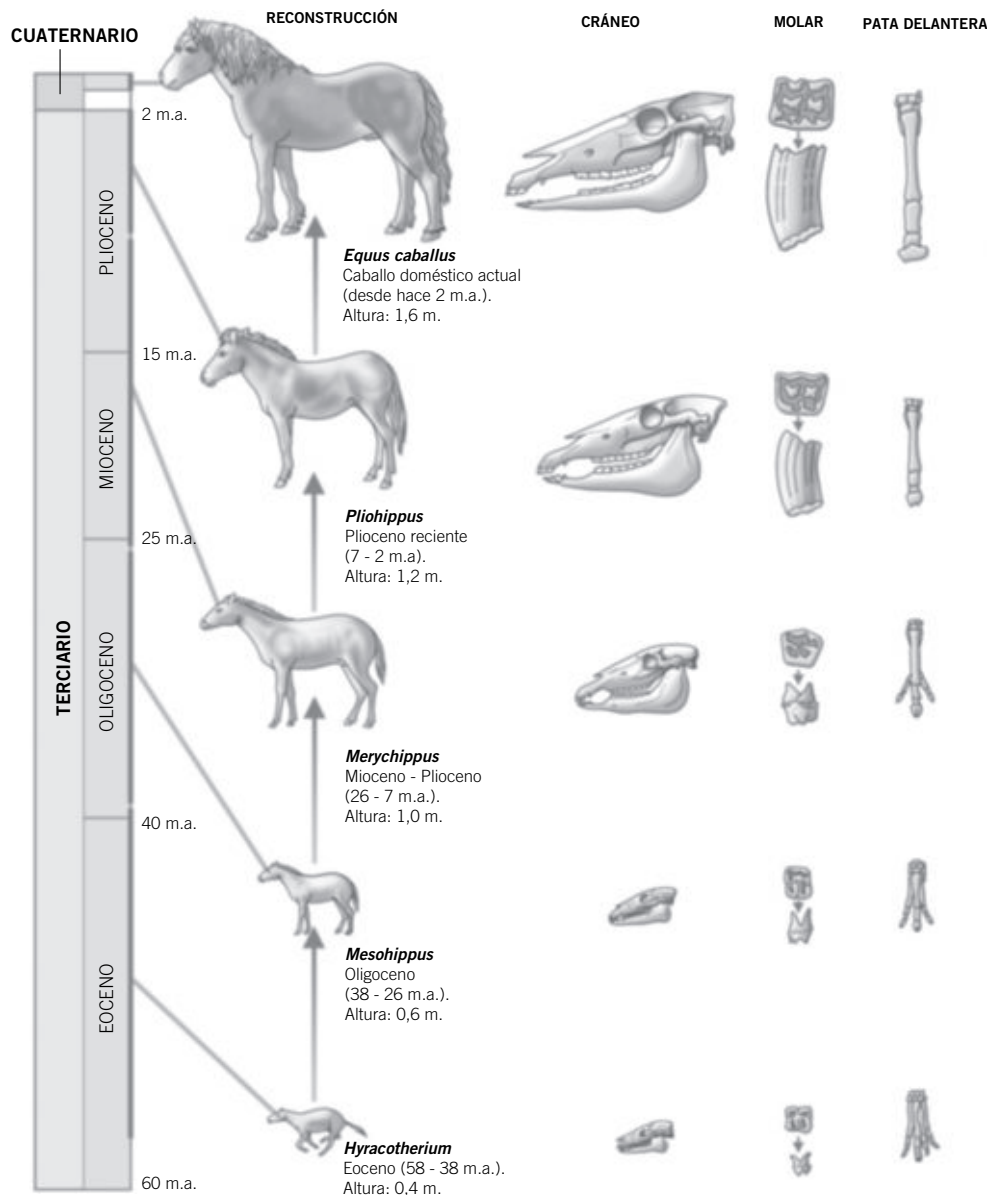 RECONSTRUCCIÓN
CRÁNEO
MOLAR
PATA DELANTERA
CUATERNARIO
2 m.a.
PLIOCENO
Equus caballus
Caballo doméstico actual
(desde hace 2 m.a.).
Altura: 1,6 m.
15 m.a.
MIOCENO
Pliohippus
Plioceno reciente
(7 - 2 m.a).
Altura: 1,2 m.
25 m.a.
TERCIARIO
OLIGOCENO
Merychippus
Mioceno - Plioceno
(26 - 7 m.a.).
Altura: 1,0 m.
40 m.a.
EOCENO
Mesohippus
Oligoceno
(38 - 26 m.a.).
Altura: 0,6 m.
Hyracotherium
Eoceno (58 - 38 m.a.).
Altura: 0,4 m.
60 m.a.